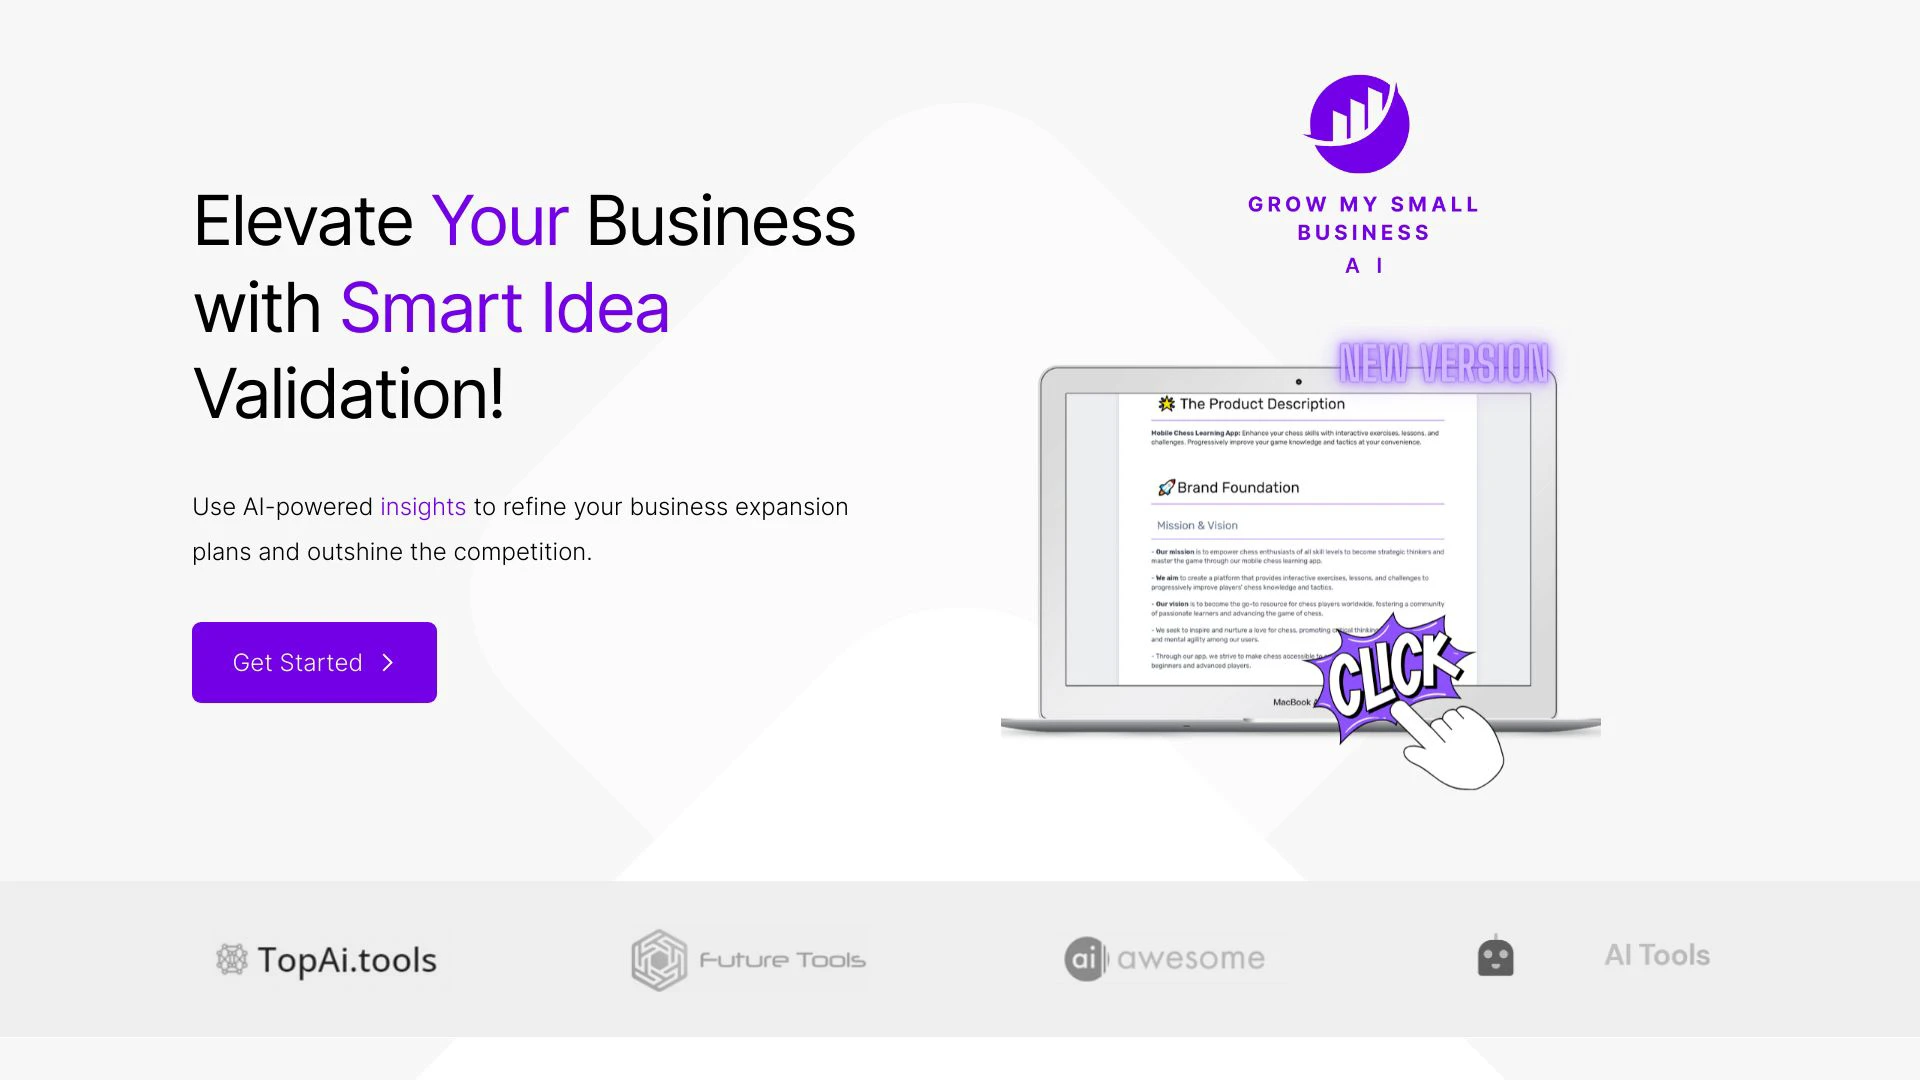 Elevate Your Business
with Smart Idea
Validation!
Use AI-powered insights to refine your business expansion
plans and outshine the competition.
Get Started
GROW MY SMALL
BUSINESS
A I
NEW VERSION
The Product Description
Mobile Chess Learning App: Enhance your chess skills with interactive exercises, lessons, and
challenges. Progressively improve your game knowledge and tactics at your convenience.
Brand Foundation
Mission & Vision
- Our mission is to empower chess enthusiasts of all skill levels to become strategic thinkers and
master the game through our mobile chess learning app.
- We aim to create a platform that provides interactive exercises, lessons, and challenges to
progressively improve players' chess knowledge and tactics.
- Our vision is to become the go-to resource for chess players worldwide, fostering a community
of passionate learners and advancing the game of chess.
- We seek to inspire and nurture a love for chess, promoting critical thinking
and mental agility among our users.
- Through our app, we strive to make chess accessible to
beginners and advanced players.
MacBook
CLICK
TopAi.tools
Future Tools
ai awesome
AI Tools